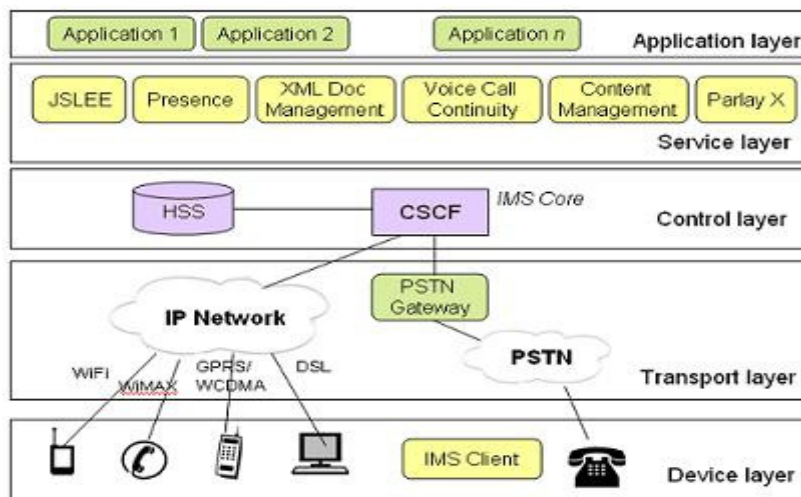 Application 1
Application 2
Application n
Application layer
JSLEE
Presence
XML Doc
Management
Voice Call
Continuity
Content
Management
Parlay X
Service layer
HSS
CSCF
IMS Core
Control layer
IP Network
PSTN
Gateway
PSTN
WiFi
WiMAX
GPRS/
WCDMA
DSL
Transport layer
IMS Client
Device layer